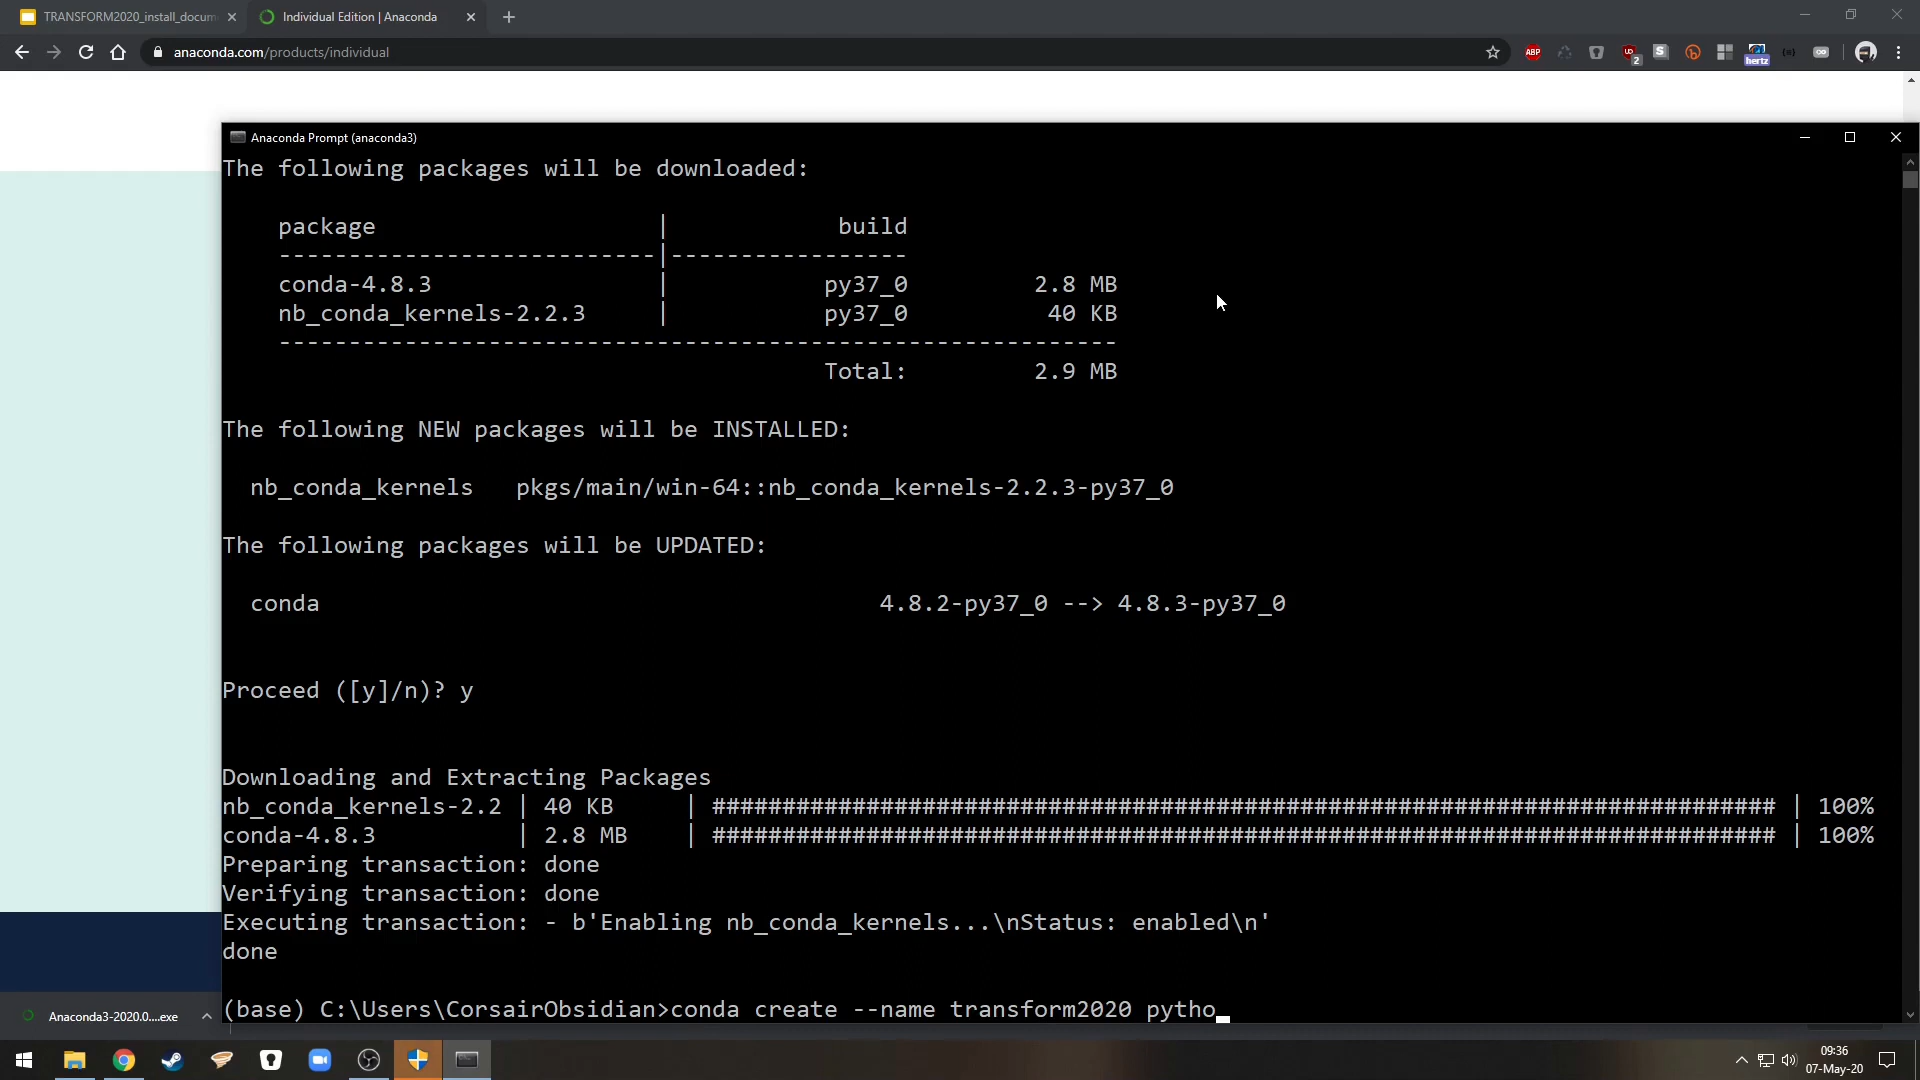 TRANSFORM2020_install_docum
Individual Edition | Anaconda
anaconda.com/products/individual
ABP
UD
2
S
hertz
Anaconda Prompt (anaconda3)
The following packages will be downloaded:
package | build
---------------------------|-----------------
conda-4.8.3 | py37_0 2.8 MB
nb_conda_kernels-2.2.3 | py37_0 40 KB
------------------------------------------------------------
Total: 2.9 MB
The following NEW packages will be INSTALLED:
nb_conda_kernels pkgs/main/win-64::nb_conda_kernels-2.2.3-py37_0
The following packages will be UPDATED:
conda 4.8.2-py37_0 --> 4.8.3-py37_0
Proceed ([y]/n)? y
Downloading and Extracting Packages
nb_conda_kernels-2.2 | 40 KB | ############################################################################ | 100%
conda-4.8.3 | 2.8 MB | ############################################################################ | 100%
Preparing transaction: done
Verifying transaction: done
Executing transaction: - b'Enabling nb_conda_kernels...\nStatus: enabled\n'
done
(base) C:\Users\CorsairObsidian>conda create --name transform2020 pytho_
Anaconda3-2020.0....exe
09:36
07-May-20